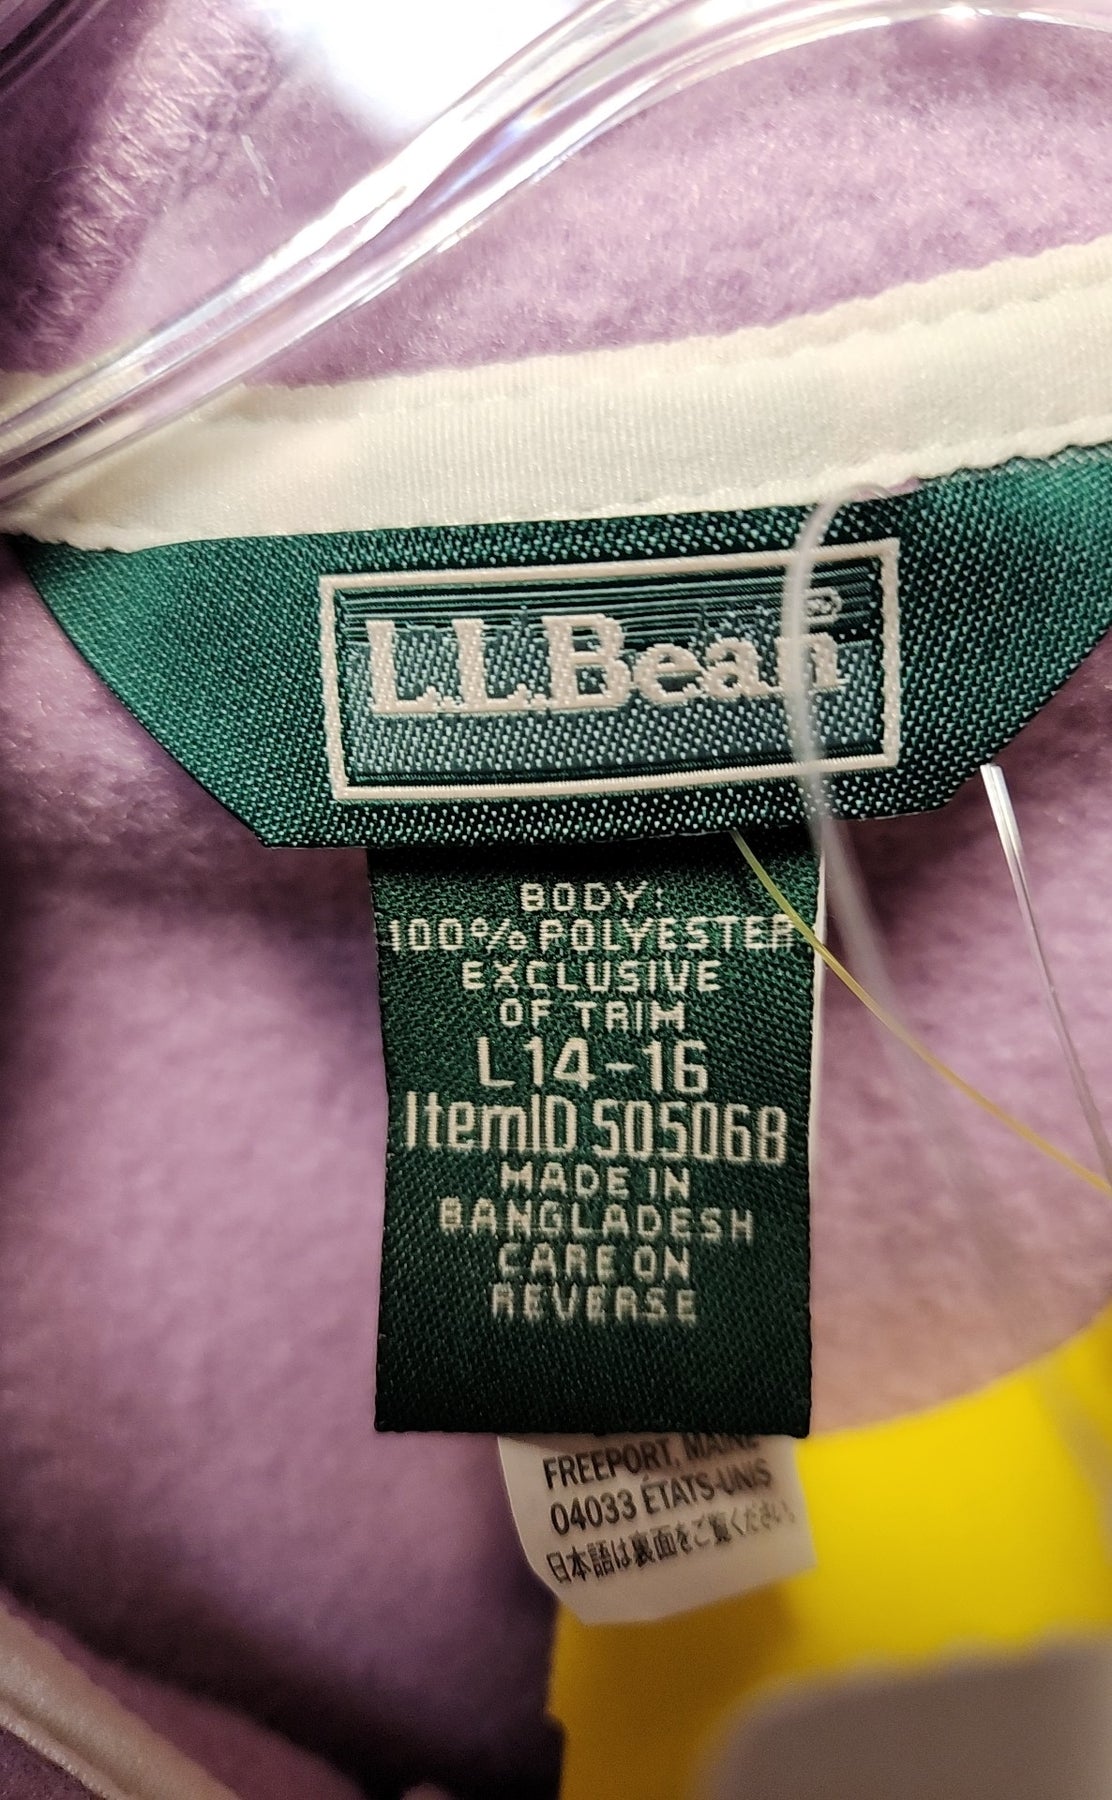 L.L.Bean®
BODY:
100% POLYESTER
EXCLUSIVE
OF TRIM
L 14-16
ItemID 505068
MADE IN
BANGLADESH
CARE ON
REVERSE
FREEPORT, MAINE
04033 ÉTATS-UNIS
日本語は裏面をご覧ください。